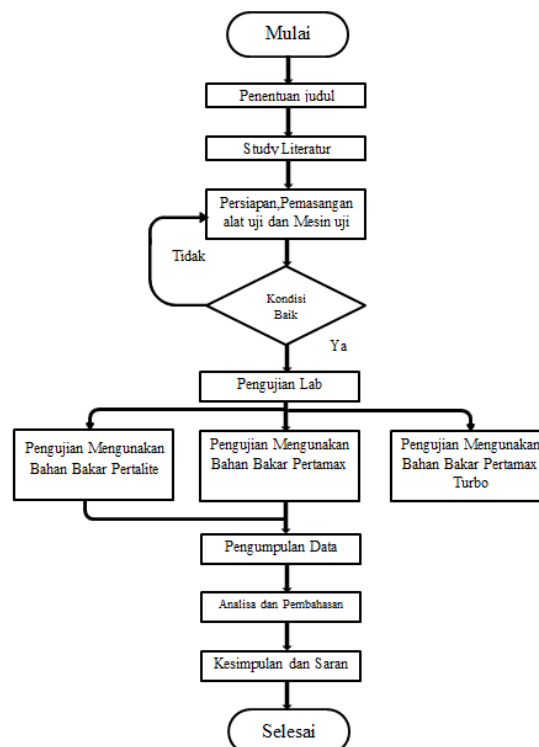 Mulai
Penentuan judul
Study Literatur
Persiapan,Pemasangan
alat uji dan Mesin uji
Tidak
Kondisi
Baik
Ya
Pengujian Lab
Pengujian Mengunakan
Bahan Bakar Pertalite
Pengujian Mengunakan
Bahan Bakar Pertamax
Pengujian Mengunakan
Bahan Bakar Pertamax
Turbo
Pengumpulan Data
Analisa dan Pembahasan
Kesimpulan dan Saran
Selesai